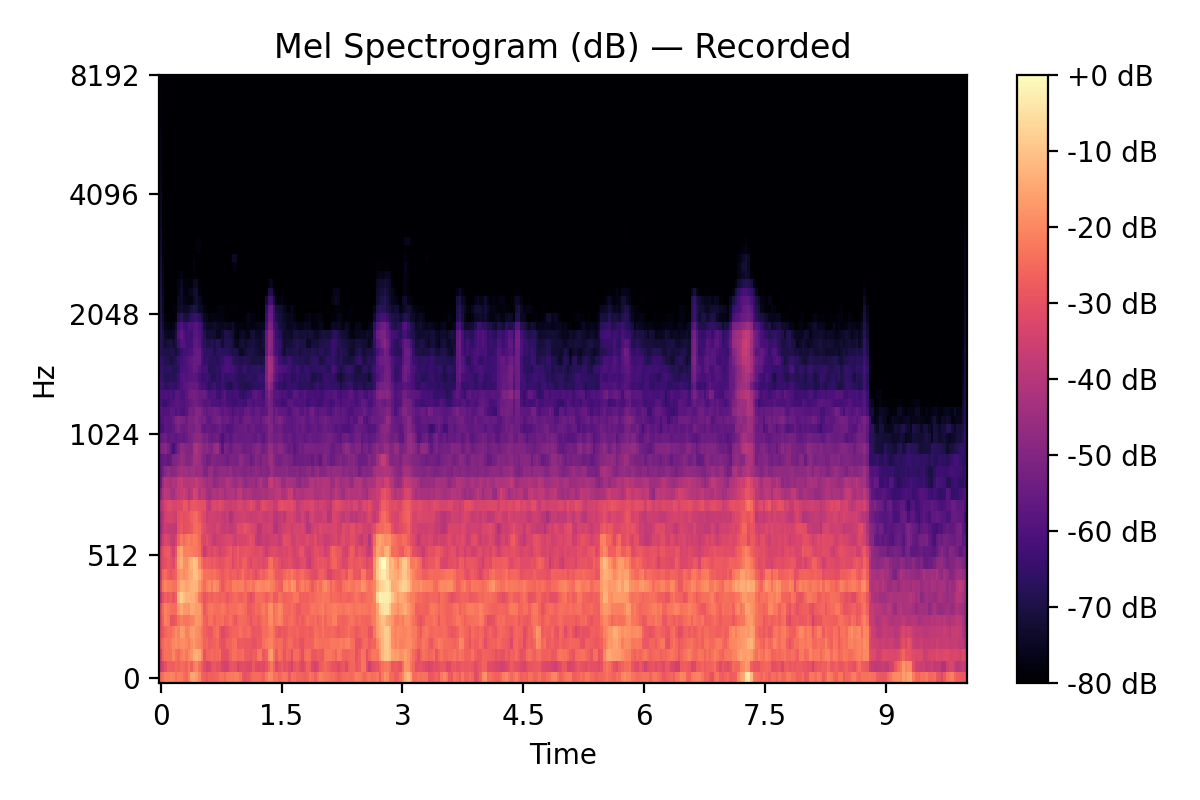 Mel Spectrogram (dB) — Recorded
8192
4096
2048
1024
512
0
Hz
0 1.5 3 4.5 6 7.5 9
Time
+0 dB
-10 dB
-20 dB
-30 dB
-40 dB
-50 dB
-60 dB
-70 dB
-80 dB